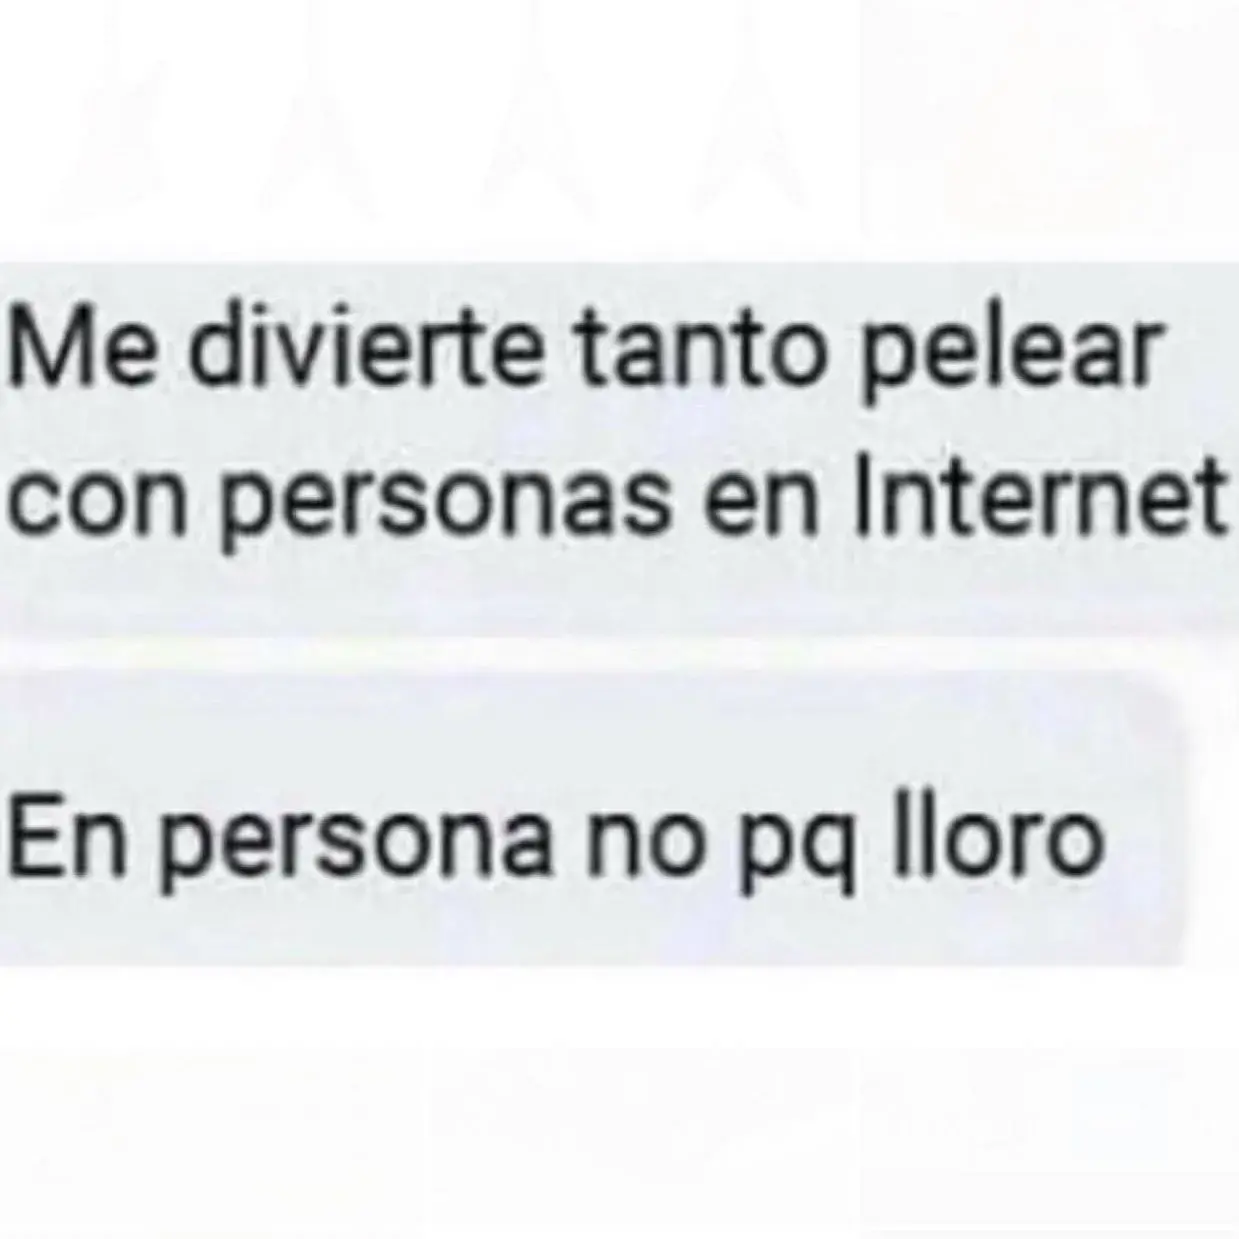 Me divierte tanto pelear
con personas en Internet
En persona no pq lloro